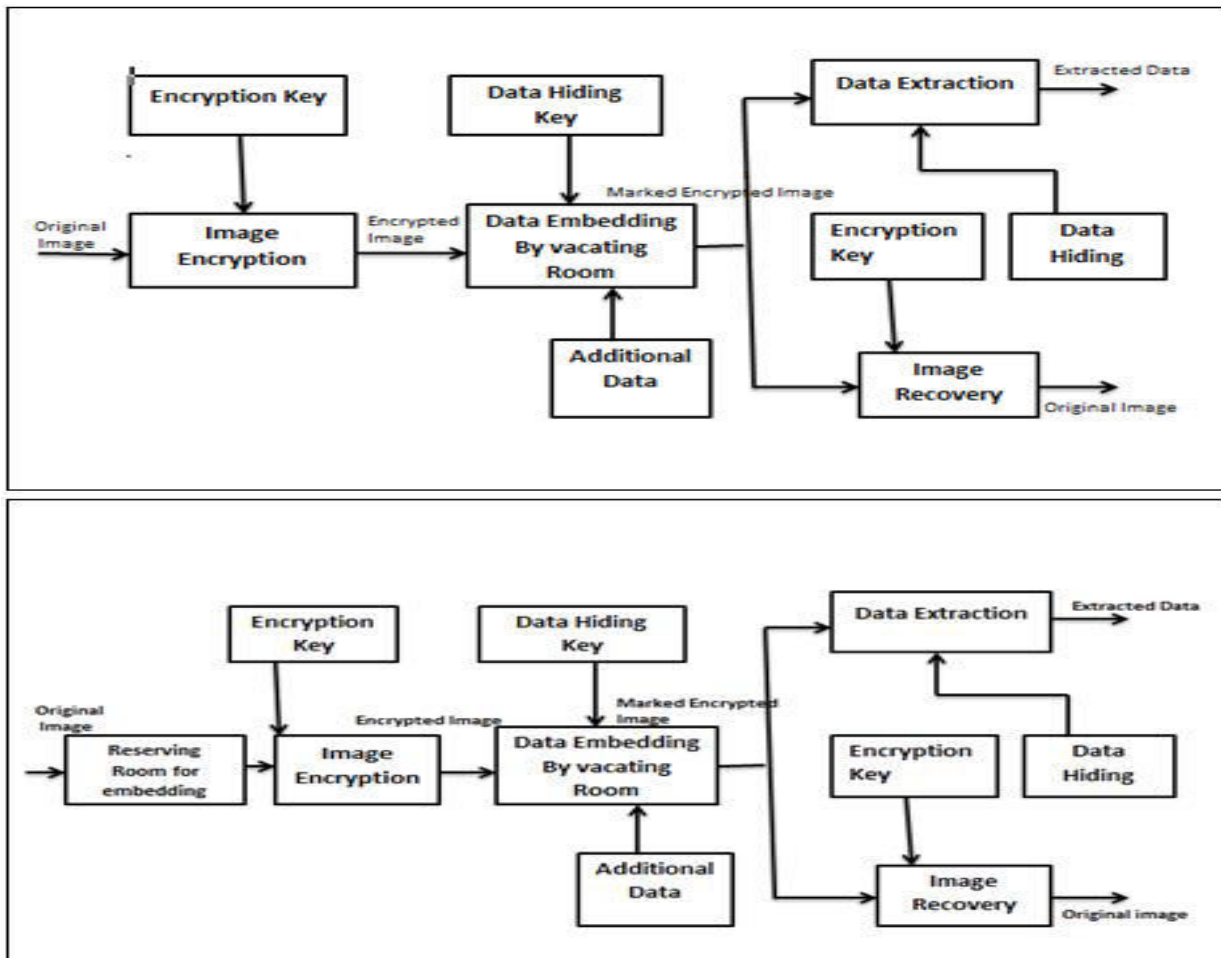 Encryption Key
Data Hiding
Key
Data Extraction
Extracted Data
Marked Encrypted Image
Original
Image
Image
Encryption
Encrypted
Image
Data Embedding
By vacating
Room
Encryption
Key
Data
Hiding
Additional
Data
Image
Recovery
Original Image
Encryption
Key
Data Hiding
Key
Data Extraction
Extracted Data
Original
Image
Reserving
Room for
embedding
Encrypted Image
Image
Encryption
Marked Encrypted
Image
Data Embedding
By vacating
Room
Encryption
Key
Data
Hiding
Additional
Data
Image
Recovery
Original image